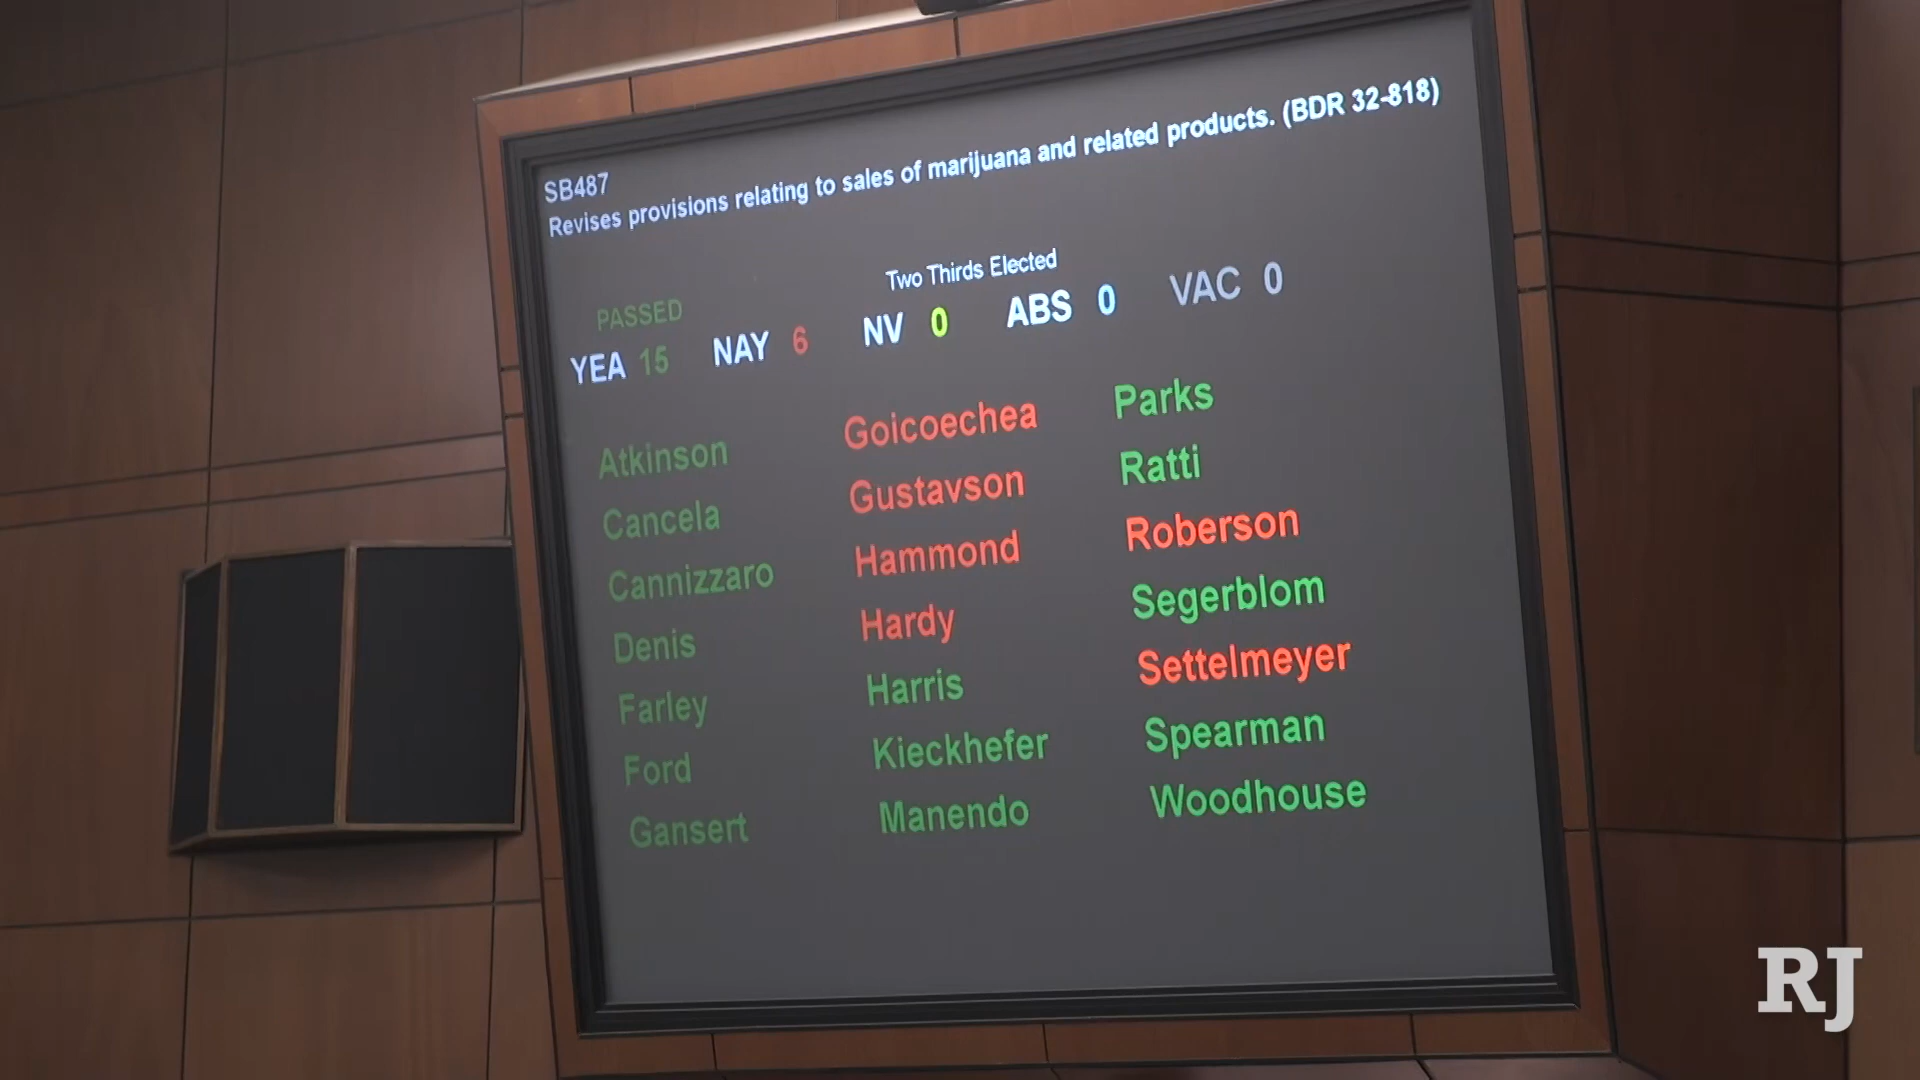 SB487
Revises provisions relating to sales of marijuana and related products. (BDR 32-818)
Two Thirds Elected
PASSED
YEA 15 NAY 6 NV 0 ABS 0 VAC 0
Atkinson
Cancela
Cannizzaro
Denis
Farley
Ford
Gansert
Goicoechea
Gustavson
Hammond
Hardy
Harris
Kieckhefer
Manendo
Parks
Ratti
Roberson
Segerblom
Settelmeyer
Spearman
Woodhouse
RJ